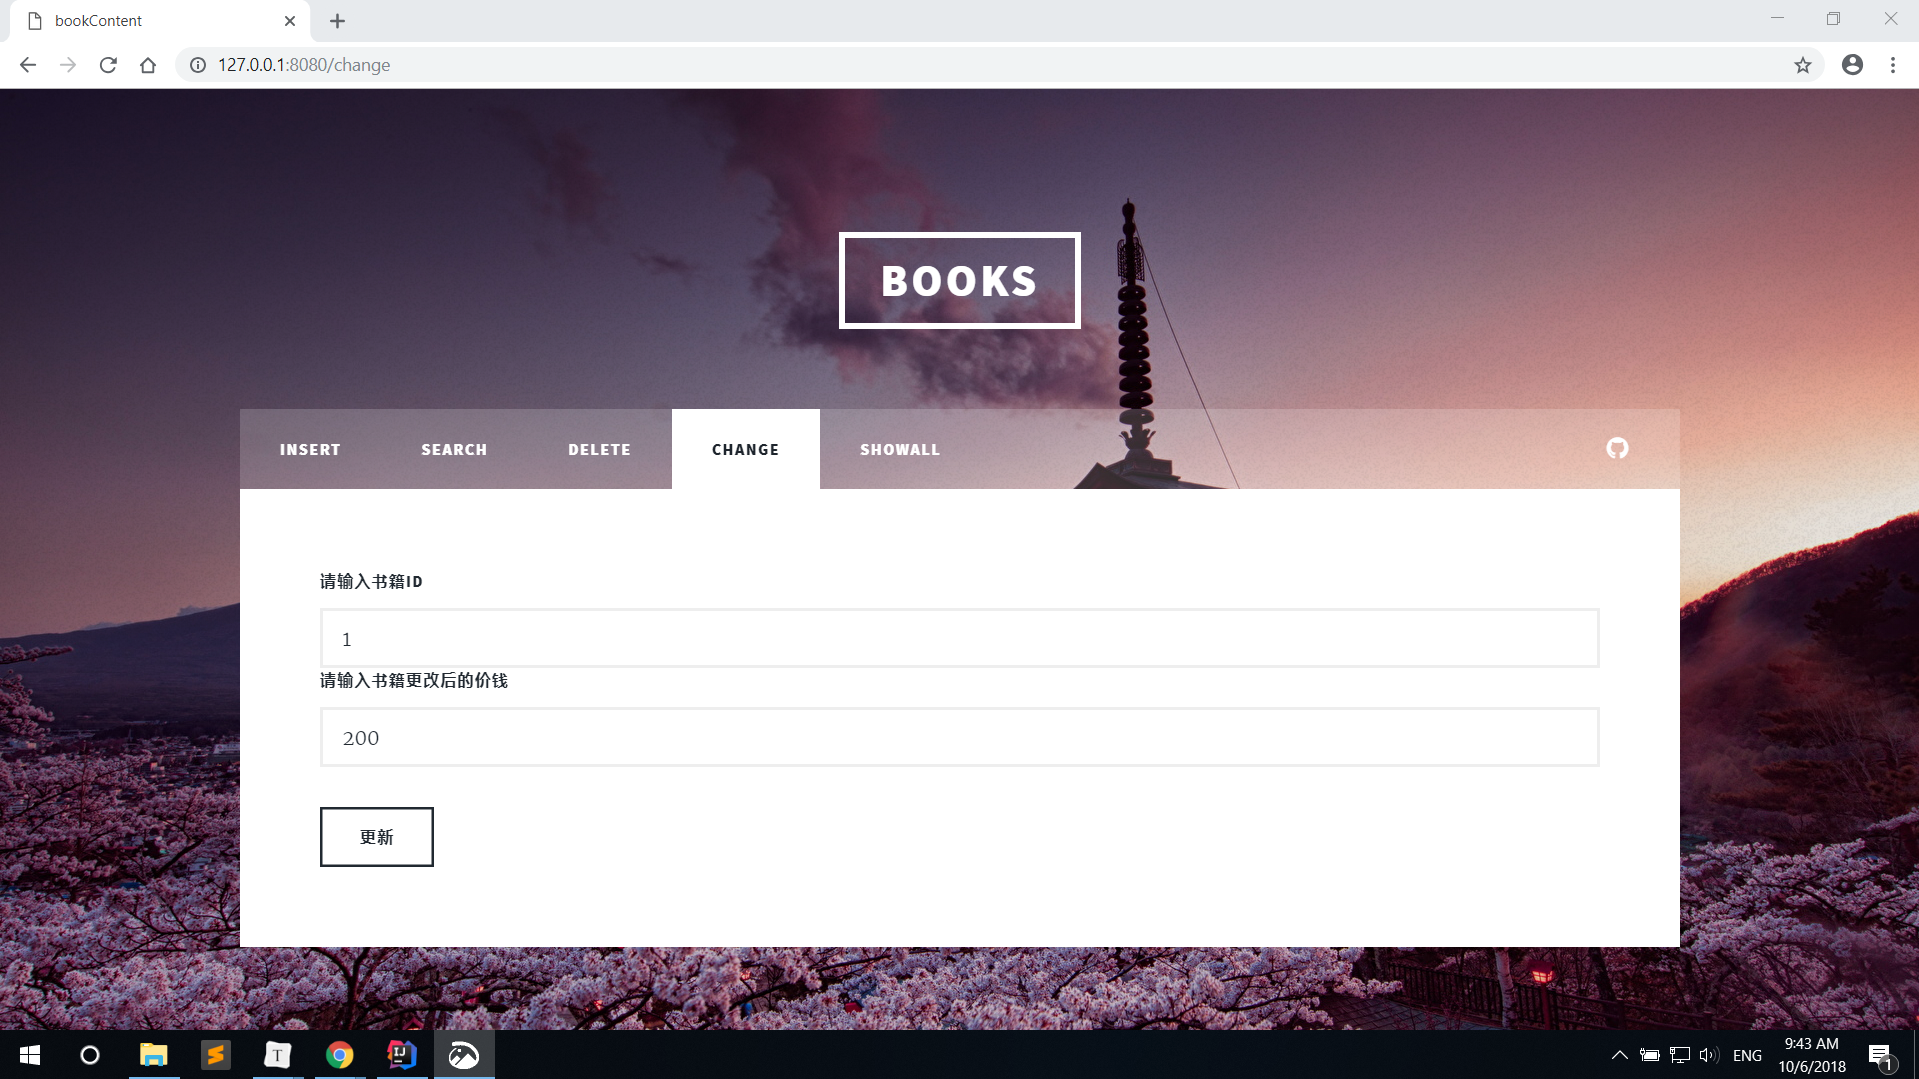 bookContent
127.0.0.1:8080/change
BOOKS
INSERT SEARCH DELETE CHANGE SHOWALL
请输入书籍ID
1
请输入书籍更改后的价钱
200
更新
ENG
9:43 AM
10/6/2018
1
T
IJ